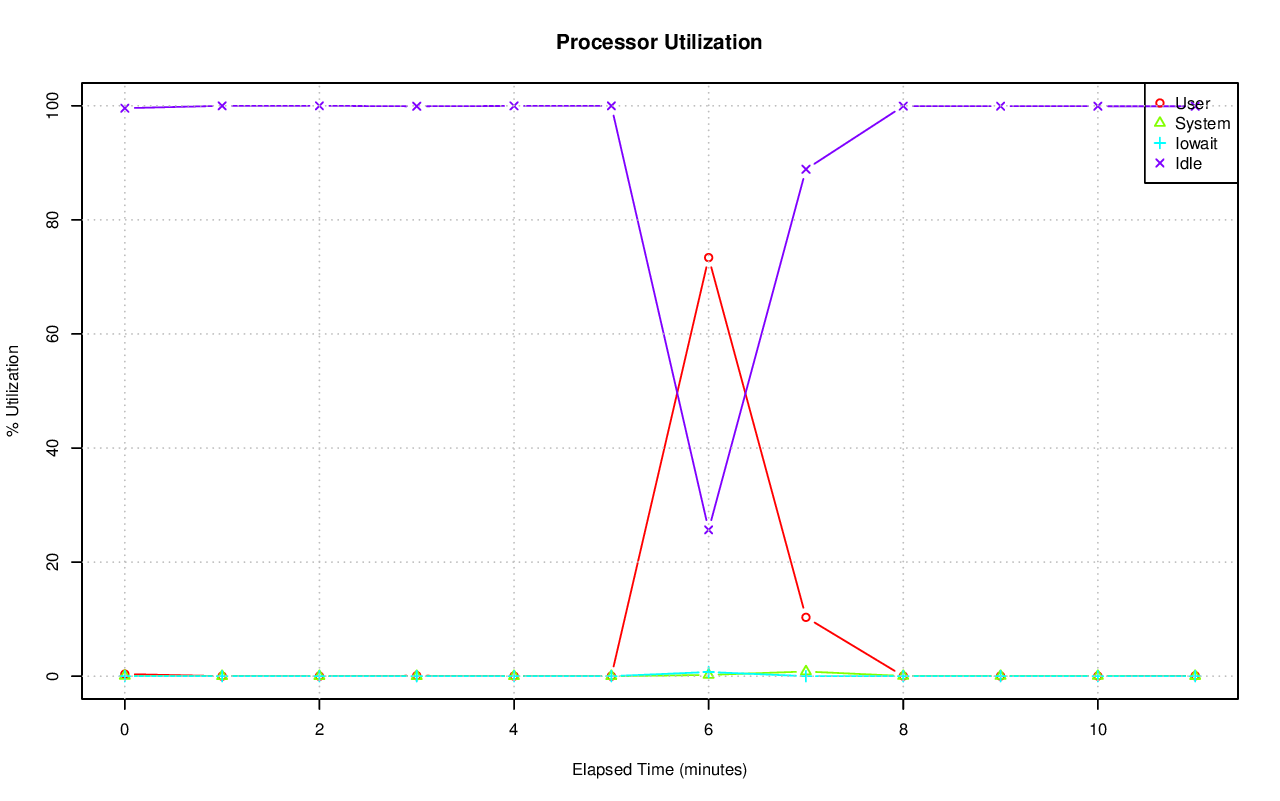 Processor Utilization
100
80
60
40
20
0
% Utilization
User
System
Iowait
Idle
0 2 4 6 8 10
Elapsed Time (minutes)